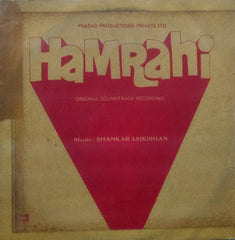 PRASAD PRODUCTIONS PRIVATE LTD
HAMRAHi
ORIGINAL SOUNDTRACK RECORDING
Music: SHANKAR JAIKISHAN